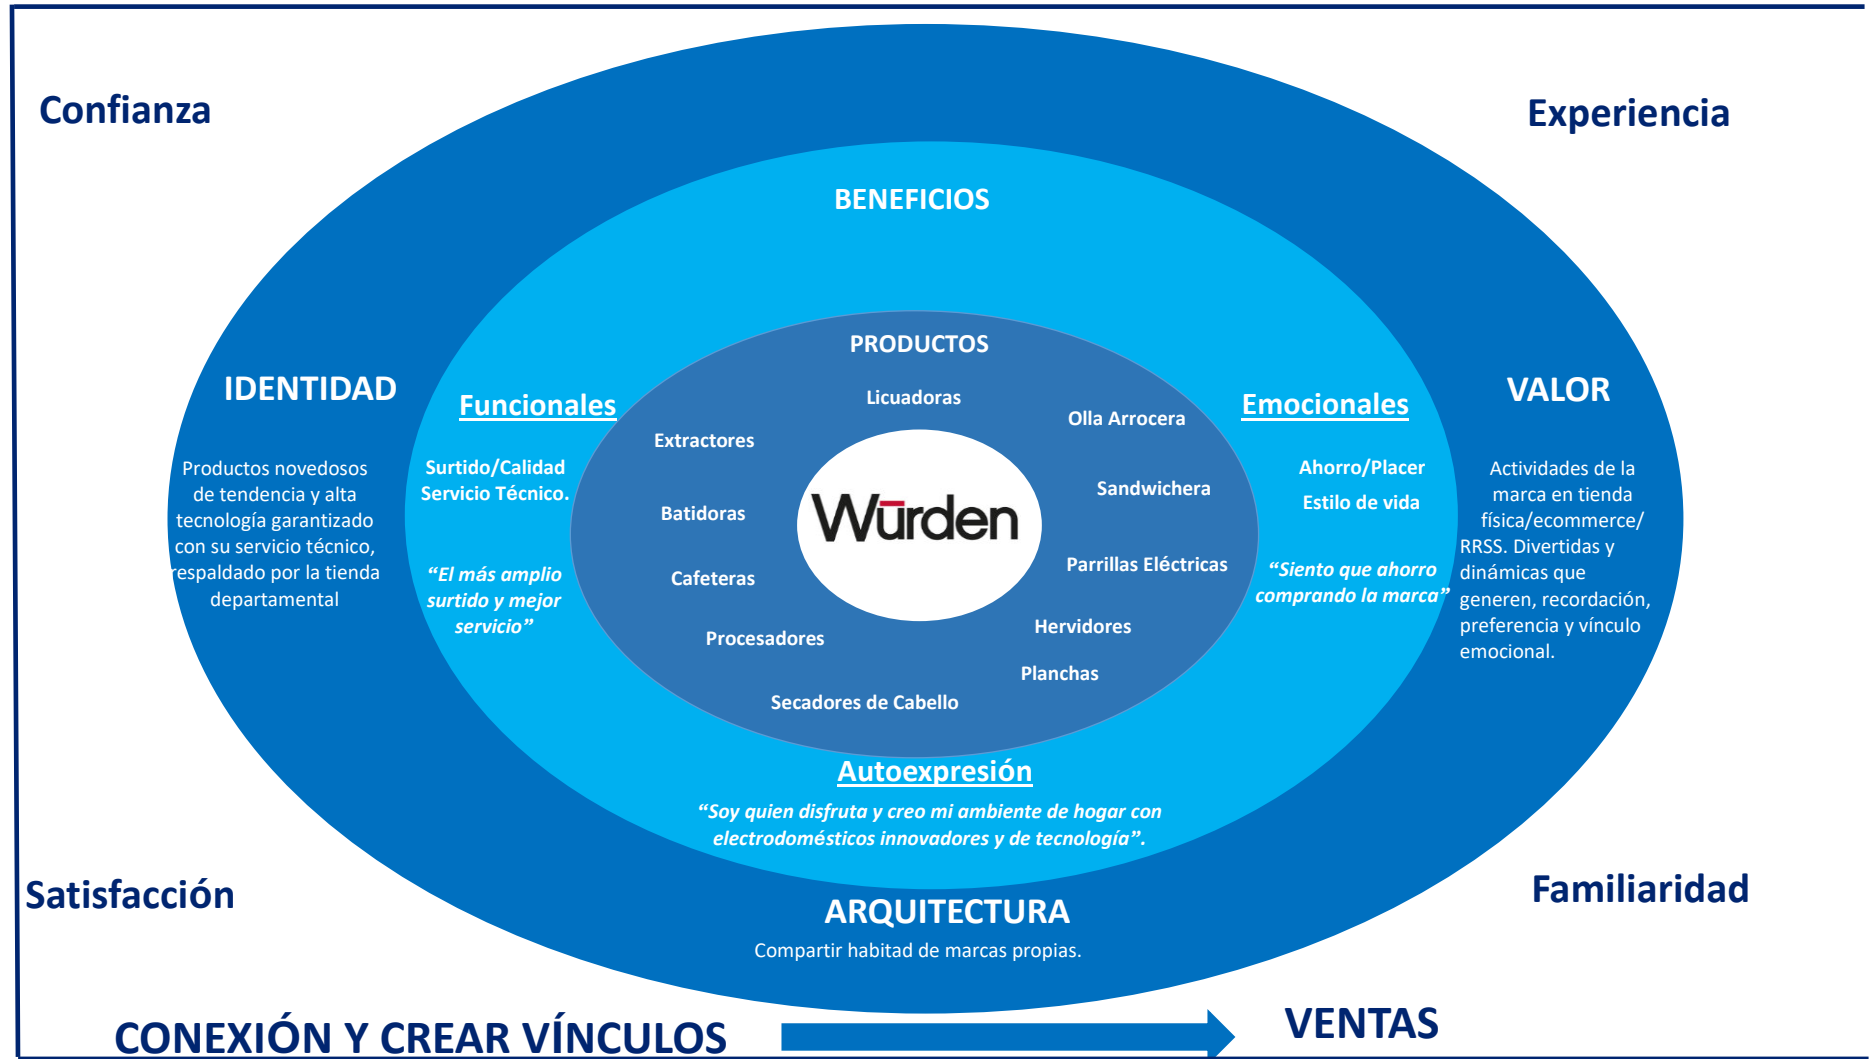 Confianza
Experiencia
BENEFICIOS
PRODUCTOS
IDENTIDAD
Productos novedosos
de tendencia y alta
tecnología garantizado
con su servicio técnico,
respaldado por la tienda
departamental
Funcionales
Surtido/Calidad
Servicio Técnico.
“El más amplio
surtido y mejor
servicio”
Licuadoras
Extractores
Batidoras
Cafeteras
Procesadores
Secadores de Cabello
Würden
Olla Arrocera
Sandwichera
Parrillas Eléctricas
Hervidores
Planchas
Emocionales
Ahorro/Placer
Estilo de vida
“Siento que ahorro
comprando la marca”
VALOR
Actividades de la
marca en tienda
física/ecommerce/
RRSS. Divertidas y
dinámicas que
generen, recordación,
preferencia y vínculo
emocional.
Autoexpresión
“Soy quien disfruta y creo mi ambiente de hogar con
electrodomésticos innovadores y de tecnología”.
Satisfacción
Familiaridad
ARQUITECTURA
Compartir habitad de marcas propias.
CONEXIÓN Y CREAR VÍNCULOS
VENTAS